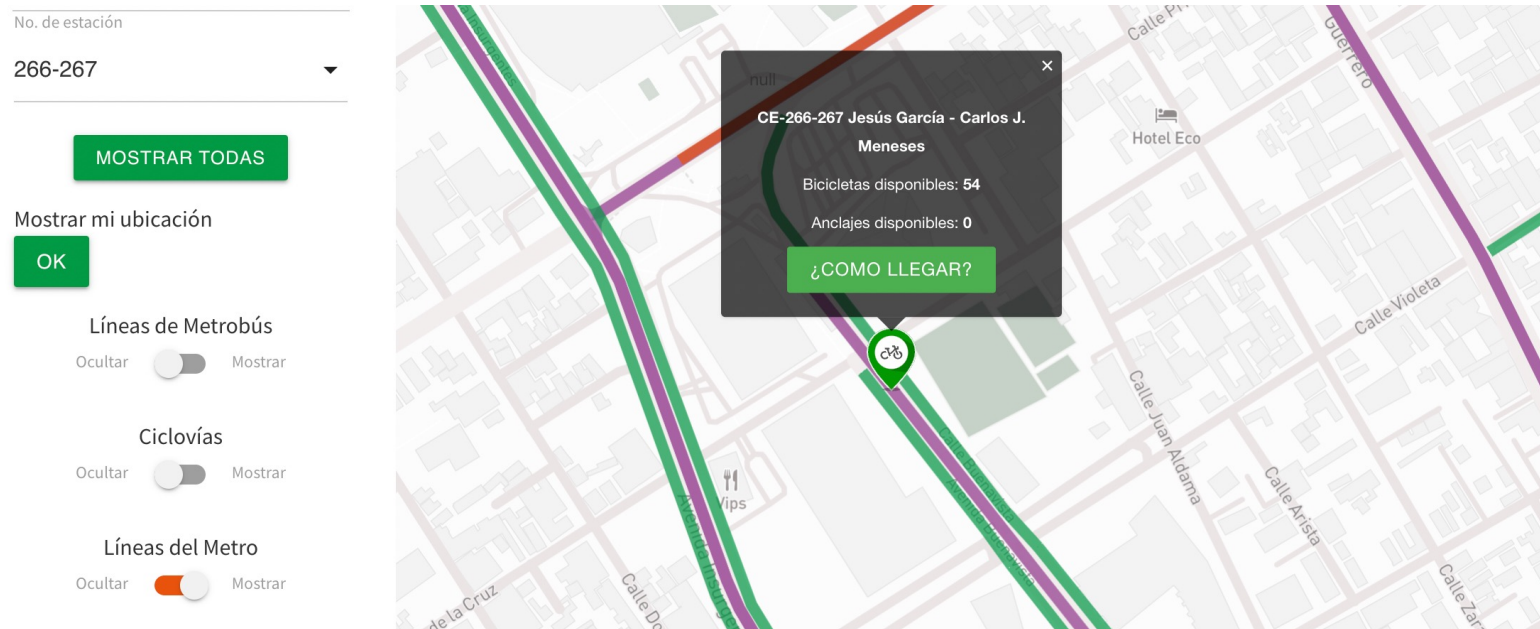 No. de estación
266-267
MOSTRAR TODAS
Mostrar mi ubicación
OK
Líneas de Metrobús
Ocultar
Mostrar
Ciclovías
Ocultar
Mostrar
Líneas del Metro
Ocultar
Mostrar
Insurgentes
null
×
CE-266-267 Jesús García - Carlos J.
Meneses
Bicicletas disponibles: 54
Anclajes disponibles: 0
¿COMO LLEGAR?
Hotel Eco
Guerrero
Calle Violeta
Calle Juan Aldama
Calle Arista
Calle Buenavista
Avenida Buenavista
Vips
Avenida Insurge
Calle
de la Cruz
Calle